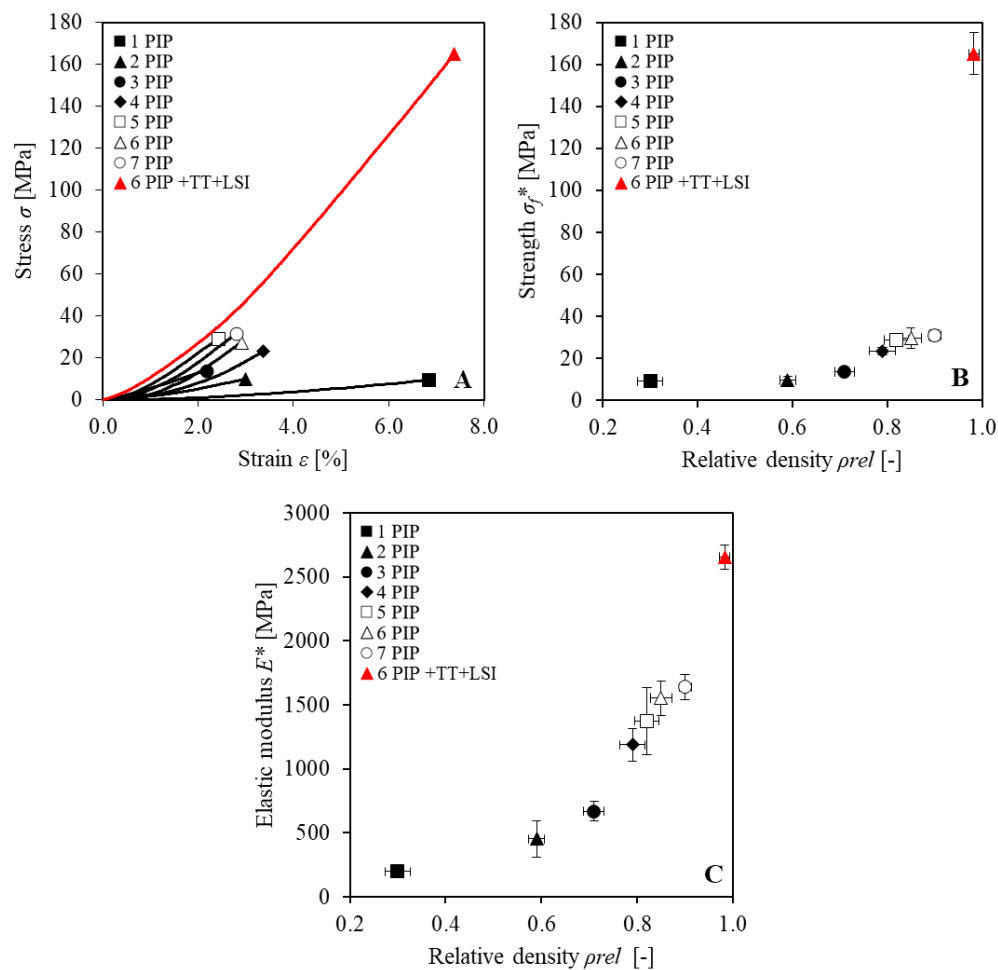 180
160
140
120
100
80
60
40
20
0
Stress σ [MPa]
1 PIP
2 PIP
3 PIP
4 PIP
5 PIP
6 PIP
7 PIP
6 PIP +TT+LSI
A
0.0 2.0 4.0 6.0 8.0
Strain ε [%]
180
160
140
120
100
80
60
40
20
0
Strength σf*[MPa]
1 PIP
2 PIP
3 PIP
4 PIP
5 PIP
6 PIP
7 PIP
6 PIP +TT+LSI
B
0.2 0.4 0.6 0.8 1.0
Relative density ρrel [-]
3000
2500
2000
1500
1000
500
0
Elastic modulus E* [MPa]
1 PIP
2 PIP
3 PIP
4 PIP
5 PIP
6 PIP
7 PIP
6 PIP +TT+LSI
C
0.2 0.4 0.6 0.8 1.0
Relative density ρrel [-]